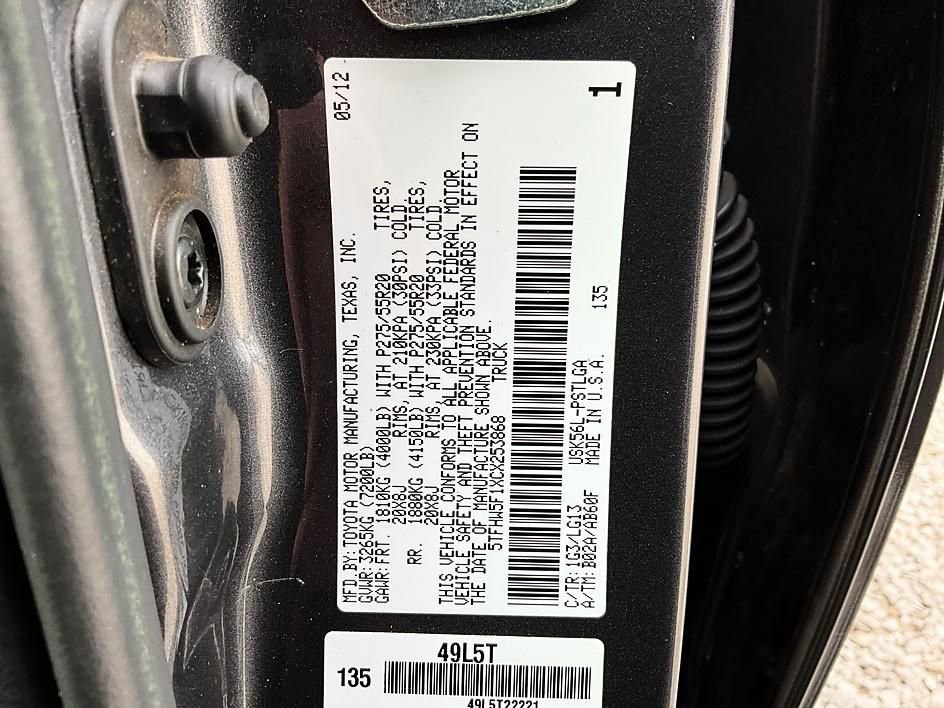 MFD.BY:TOYOTA MOTOR MANUFACTURING, TEXAS, INC. 05/12
GVWR:3265KG(7200LB)
GAWR:FRT. 1810KG (4000LB) WITH P275/55R20 TIRES,
20X8J RIMS, AT 210KPA (30PSI) COLD.
RR. 1880KG (4150LB) WITH P275/55R20 TIRES,
20X8J RIMS, AT 230KPA (33PSI) COLD.
THIS VEHICLE CONFORMS TO ALL APPLICABLE FEDERAL MOTOR
VEHICLE SAFETY AND THEFT PREVENTION STANDARDS IN EFFECT ON
THE DATE OF MANUFACTURE SHOWN ABOVE.
5TFHW5F1XCX253868 TRUCK
C/TR:1G3/LG13 USK56L-PSTLGA
A/TM:B02A/AB60F MADE IN U.S.A. 135
1
49L5T
135
49L5T22221